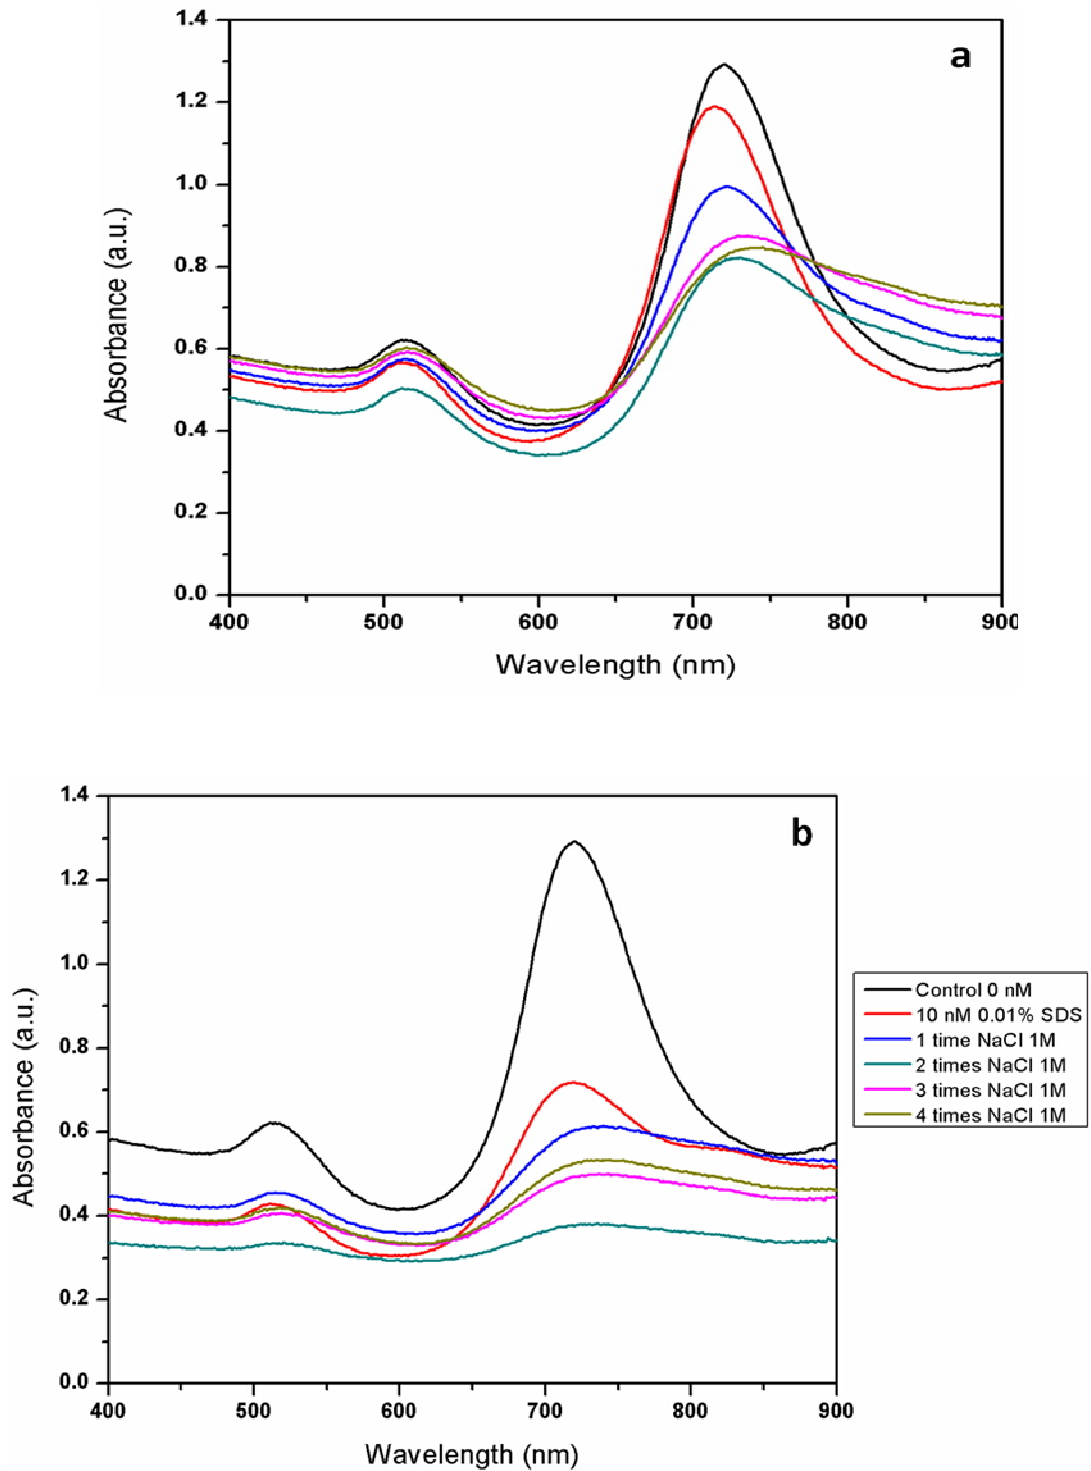 a
1.4
1.2
1.0
0.8
0.6
0.4
0.2
0.0
Absorbance (a.u.)
400 500 600 700 800 900
Wavelength (nm)
b
1.4
1.2
1.0
0.8
0.6
0.4
0.2
0.0
Absorbance (a.u.)
400 500 600 700 800 900
Wavelength (nm)
Control 0 nM
10 nM 0.01% SDS
1 time NaCl 1M
2 times NaCl 1M
3 times NaCl 1M
4 times NaCl 1M